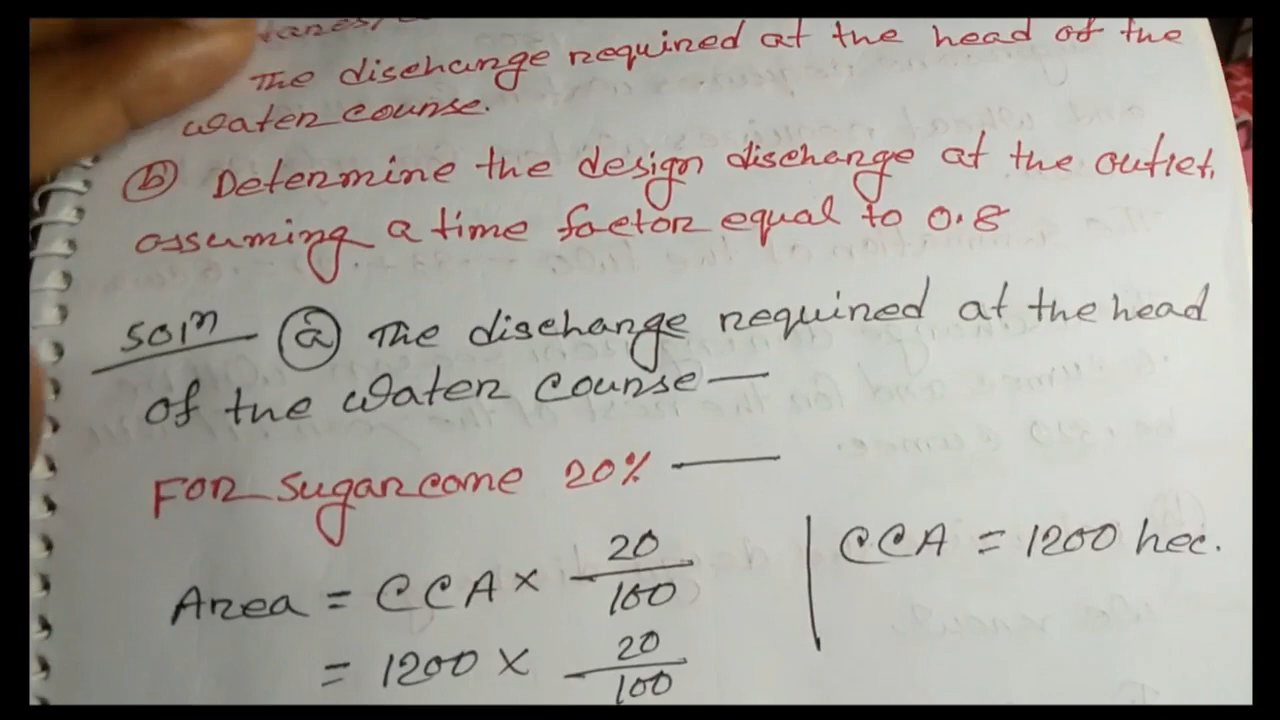 The discharge required at the head of the
water course.
(b) Determine the design discharge at the outlet,
assuming a time factor equal to 0.8
Solⁿ - (a) The discharge required at the head
of the water course —
For Sugarcane 20% —
Area = CCA × 20/100
CCA = 1200 hec.
= 1200 × 20/100